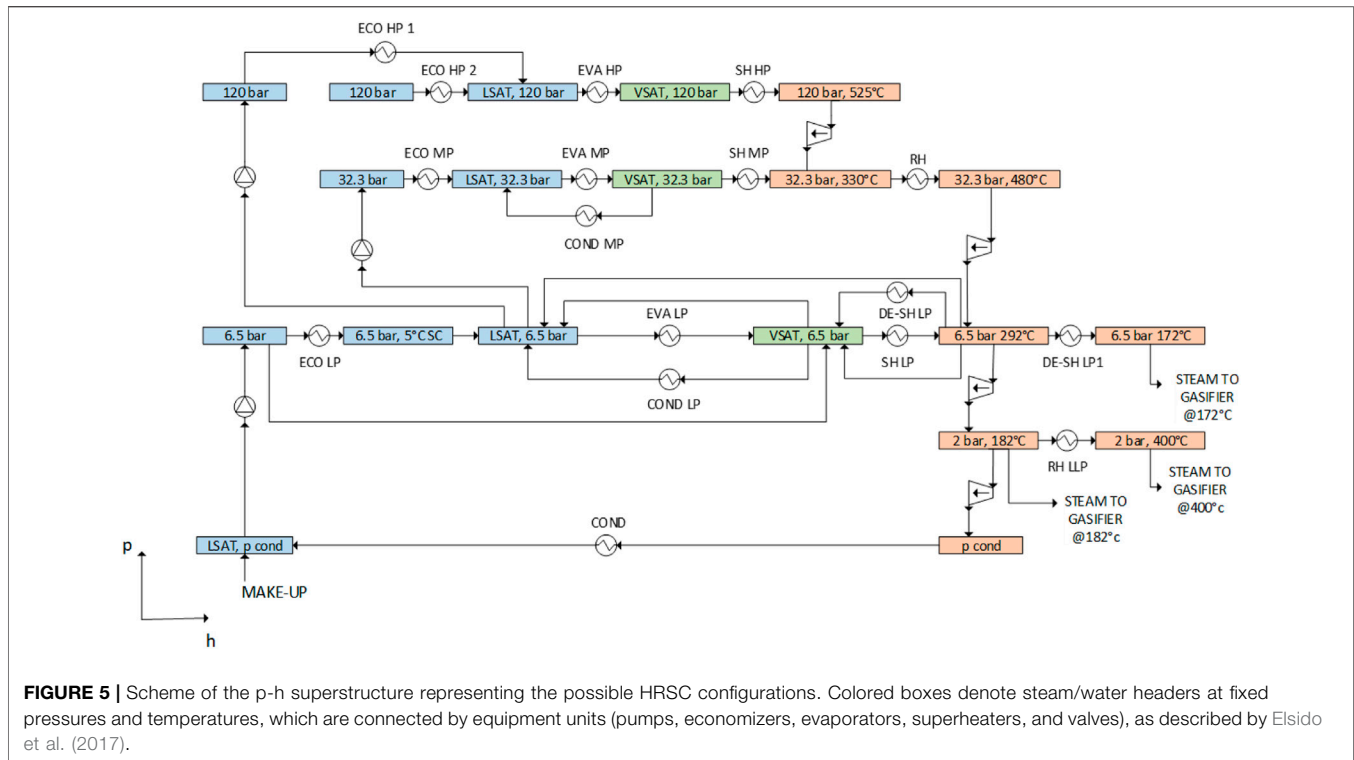 ECO HP 1
ECO HP 2
EVA HP
SH HP
120 bar
120 bar
LSAT, 120 bar
VSAT, 120 bar
120 bar, 525°C
ECO MP
EVA MP
SH MP
RH
32.3 bar
LSAT, 32.3 bar
VSAT, 32.3 bar
32.3 bar, 330°C
32.3 bar, 480°C
COND MP
EVA LP
DE-SH LP
6.5 bar
6.5 bar, 5°C SC
LSAT, 6.5 bar
VSAT, 6.5 bar
6.5 bar 292°C
6.5 bar 172°C
ECO LP
SH LP
DE-SH LP1
COND LP
STEAM TO
GASIFIER
@172°C
2 bar, 182°C
2 bar, 400°C
RH LLP
STEAM TO
GASIFIER
@400°c
STEAM TO
GASIFIER
@182°c
COND
LSAT, p cond
p cond
MAKE-UP
p
h
FIGURE 5 | Scheme of the p-h superstructure representing the possible HRSC configurations. Colored boxes denote steam/water headers at fixed
pressures and temperatures, which are connected by equipment units (pumps, economizers, evaporators, superheaters, and valves), as described by Elsido
et al. (2017).